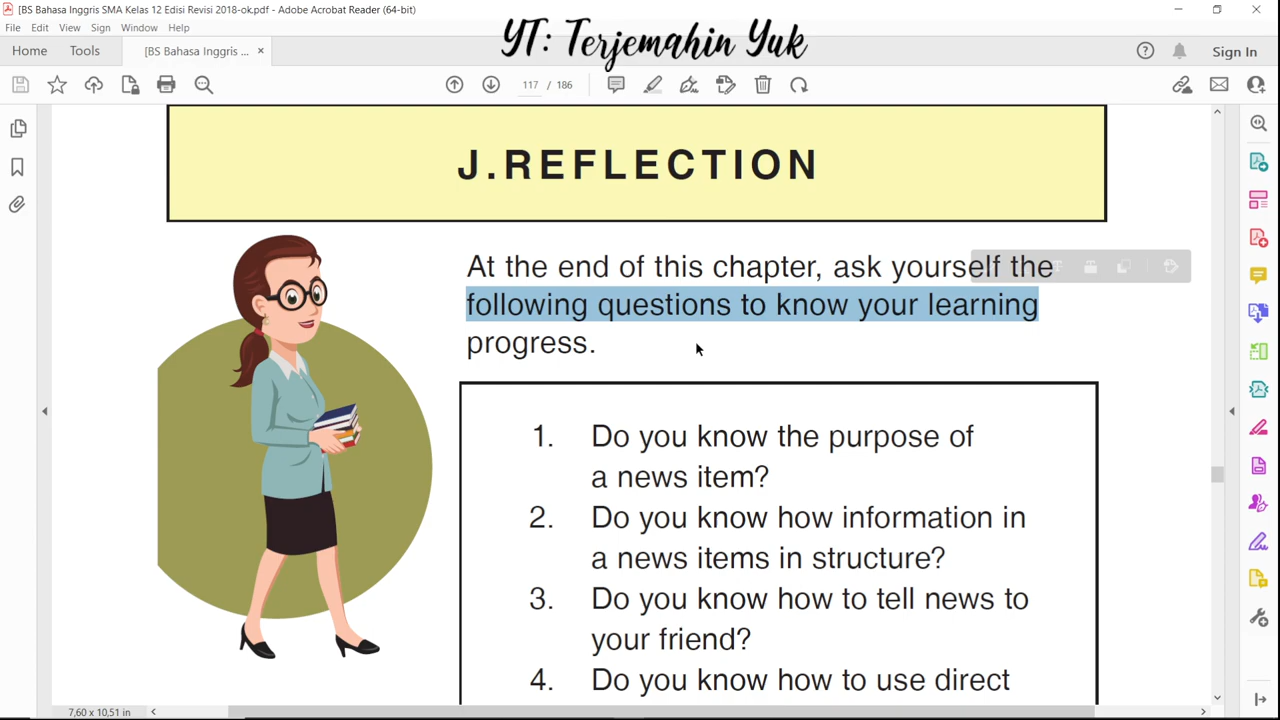 [BS Bahasa Inggris SMA Kelas 12 Edisi Revisi 2018-ok.pdf - Adobe Acrobat Reader (64-bit)
File Edit View Sign Window Help
YT: Terjemahin Yuk
Home Tools [BS Bahasa Inggris ... × Sign In
117 / 186
J.REFLECTION
At the end of this chapter, ask yourself the
following questions to know your learning
progress.
1. Do you know the purpose of
a news item?
2. Do you know how information in
a news items in structure?
3. Do you know how to tell news to
your friend?
4. Do you know how to use direct
7,60 x 10,51 in